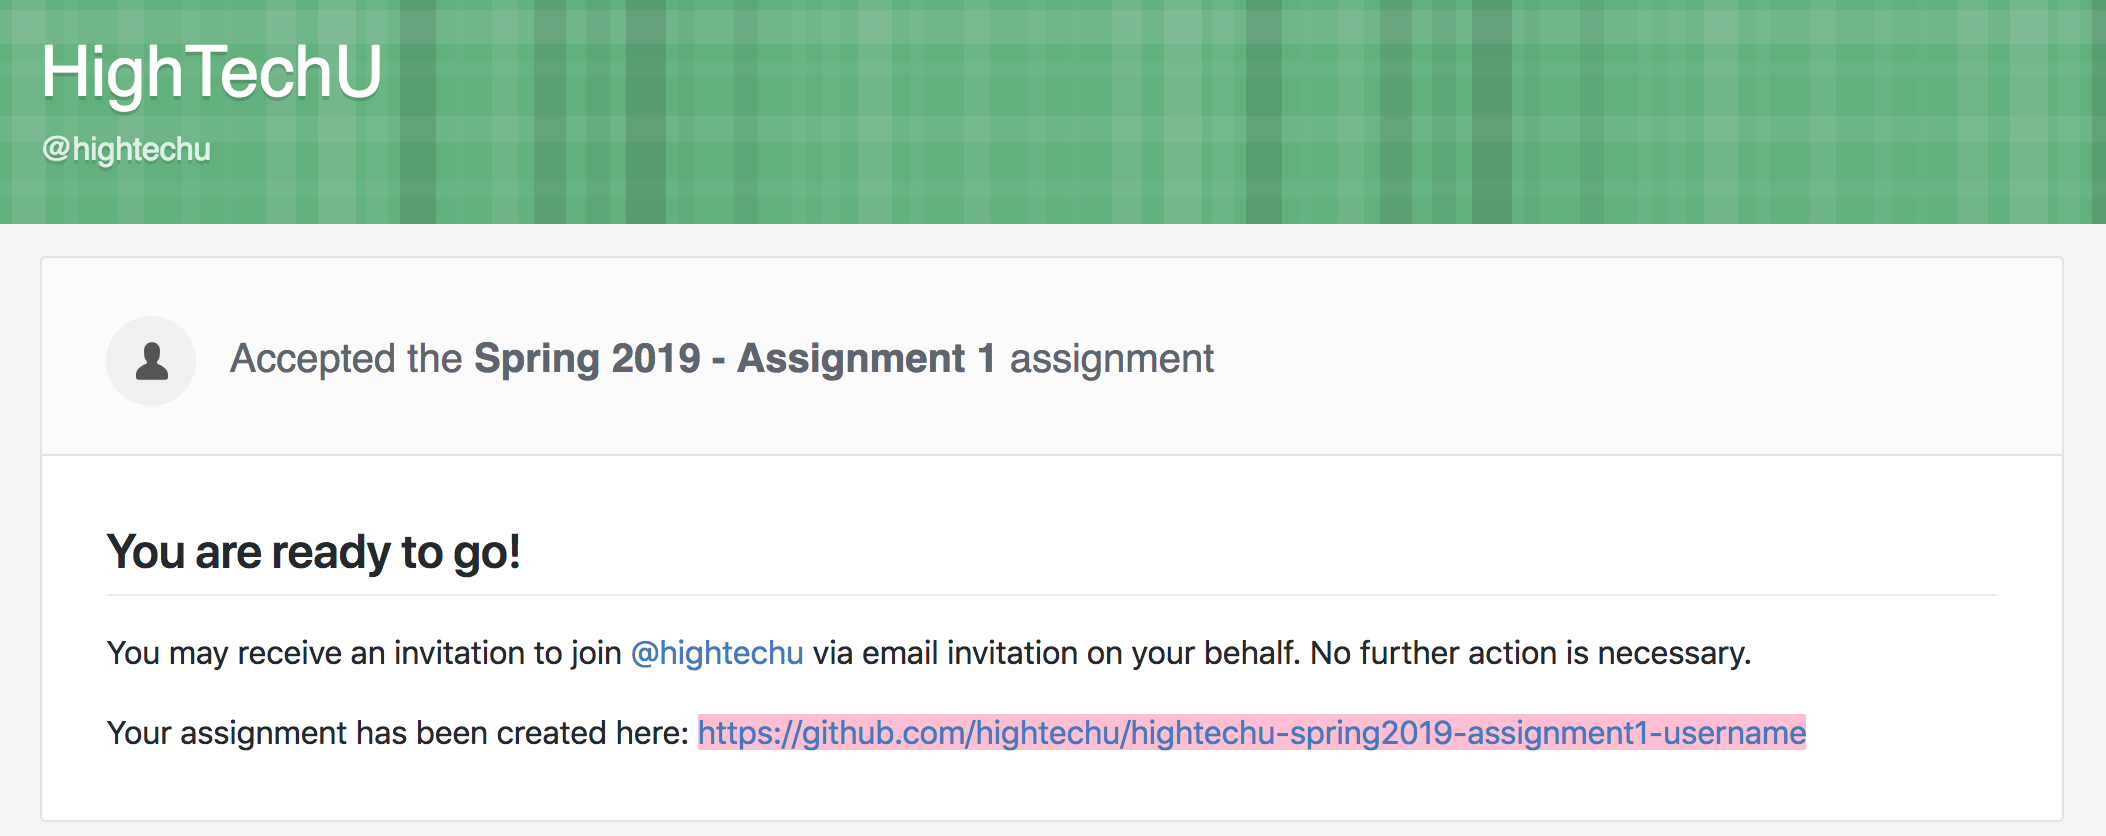 HighTechU
@hightechu
Accepted the Spring 2019 - Assignment 1 assignment
You are ready to go!
You may receive an invitation to join @hightechu via email invitation on your behalf. No further action is necessary.
Your assignment has been created here: https://github.com/hightechu/hightechu-spring2019-assignment1-username